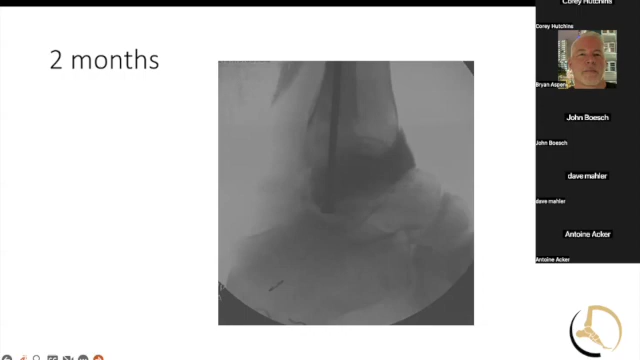 2 months
Corey Hutchins
Corey Hutchins
Bryan Aspero
John Boesch
John Boesch
dave mahler
dave mahler
Antoine Acker
Antoine Acker